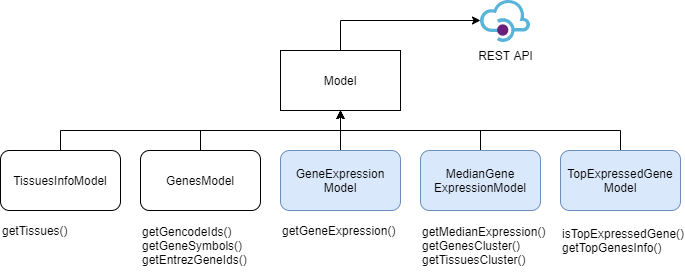 REST API
Model
TissuesInfoModel
GenesModel
GeneExpression
Model
MedianGene
ExpressionModel
TopExpressedGene
Model
getTissues()
getGencodeIds()
getGeneSymbols()
getEntrezGeneIds()
getGeneExpression()
getMedianExpression()
getGenesCluster()
getTissuesCluster()
isTopExpressedGene()
getTopGenesInfo()